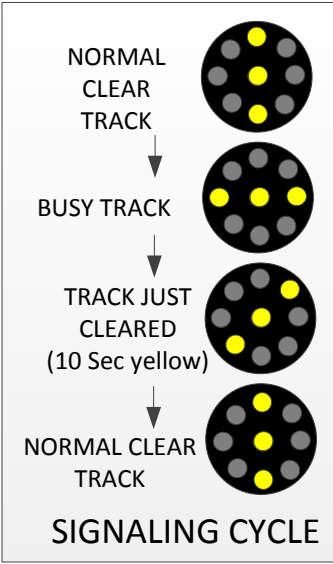 NORMAL
CLEAR
TRACK
BUSY TRACK
TRACK JUST
CLEARED
(10 Sec yellow)
NORMAL CLEAR
TRACK
SIGNALING CYCLE